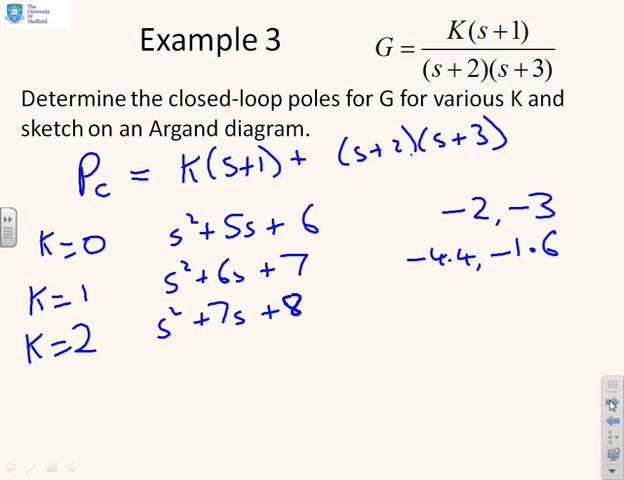 The University Of Sheffield.
Example 3
G = K(s+1) / (s+2)(s+3)
Determine the closed-loop poles for G for various K and
sketch on an Argand diagram.
Pc = K(s+1) + (s+2)(s+3)
K=0 s²+5s+6 -2, -3
K=1 s²+6s+7 -4.4, -1.6
K=2 s²+7s+8